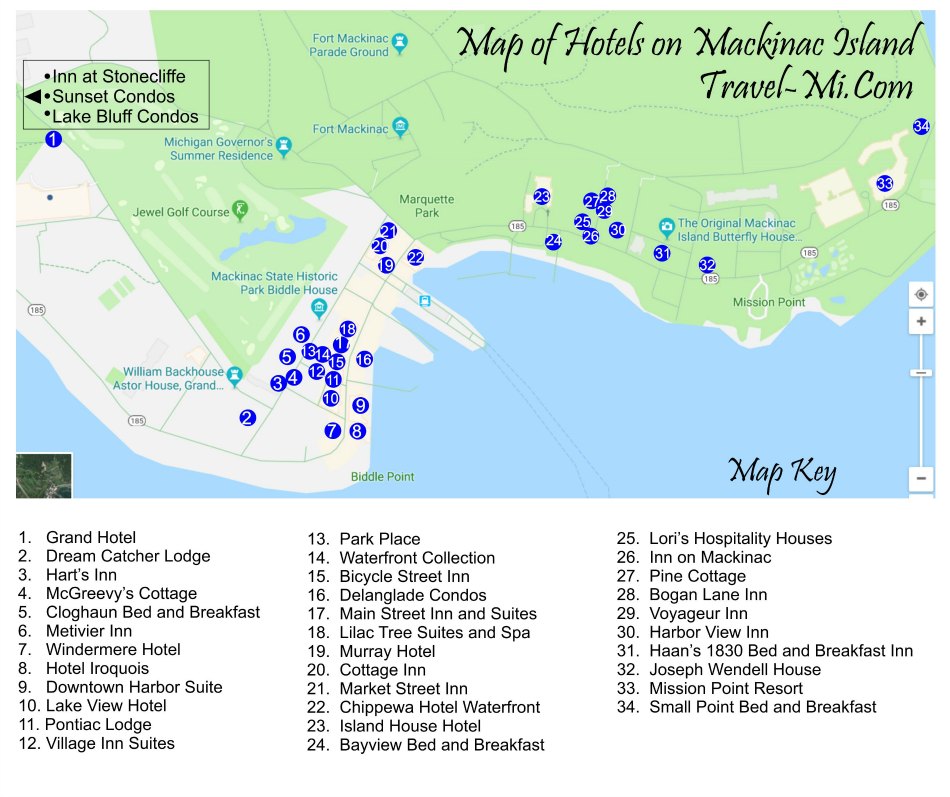 Map of Hotels on Mackinac Island
Travel-Mi.Com
•Inn at Stonecliffe
•Sunset Condos
•Lake Bluff Condos
Fort Mackinac
Parade Ground
Fort Mackinac
Michigan Governor's
Summer Residence
Jewel Golf Course
Marquette
Park
Mackinac State Historic
Park Biddle House
William Backhouse
Astor House, Grand...
The Original Mackinac
Island Butterfly House...
Mission Point
Biddle Point
185
185
185
185
185
185
1
2
3
4
5
6
7
8
9
10
11
12
13
14
15
16
1
18
19
20
21
22
23
24
25
26
27
28
29
30
31
32
33
34
Map Key
1. Grand Hotel
2. Dream Catcher Lodge
3. Hart's Inn
4. McGreevy's Cottage
5. Cloghaun Bed and Breakfast
6. Metivier Inn
7. Windermere Hotel
8. Hotel Iroquois
9. Downtown Harbor Suite
10. Lake View Hotel
11. Pontiac Lodge
12. Village Inn Suites
13. Park Place
14. Waterfront Collection
15. Bicycle Street Inn
16. Delanglade Condos
17. Main Street Inn and Suites
18. Lilac Tree Suites and Spa
19. Murray Hotel
20. Cottage Inn
21. Market Street Inn
22. Chippewa Hotel Waterfront
23. Island House Hotel
24. Bayview Bed and Breakfast
25. Lori's Hospitality Houses
26. Inn on Mackinac
27. Pine Cottage
28. Bogan Lane Inn
29. Voyageur Inn
30. Harbor View Inn
31. Haan's 1830 Bed and Breakfast Inn
32. Joseph Wendell House
33. Mission Point Resort
34. Small Point Bed and Breakfast